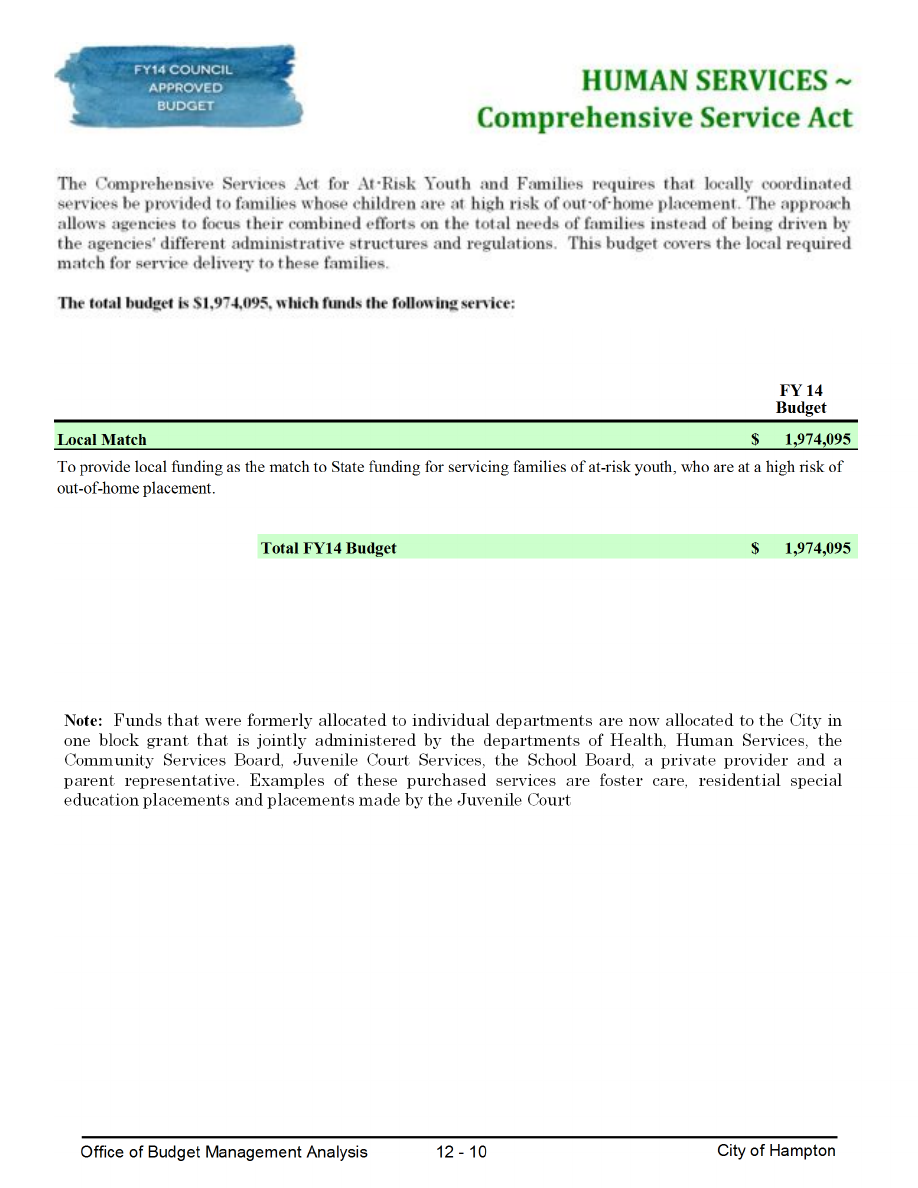 FY14 COUNCIL
APPROVED
BUDGET
HUMAN SERVICES ~
Comprehensive Service Act
The Comprehensive Services Act for At-Risk Youth and Families requires that locally coordinated
services be provided to families whose children are at high risk of out-of-home placement. The approach
allows agencies to focus their combined efforts on the total needs of families instead of being driven by
the agencies' different administrative structures and regulations.  This budget covers the local required
match for service delivery to these families.
The total budget is $1,974,095, which funds the following service:
FY 14
Budget
Local Match $ 1,974,095
To provide local funding as the match to State funding for servicing families of at-risk youth, who are at a high risk of
out-of-home placement.
Total FY14 Budget $ 1,974,095
Note:  Funds that were formerly allocated to individual departments are now allocated to the City in
one block grant that is jointly administered by the departments of Health, Human Services, the
Community Services Board, Juvenile Court Services, the School Board, a private provider and a
parent representative. Examples of these purchased services are foster care, residential special
education placements and placements made by the Juvenile Court
Office of Budget Management Analysis 12 - 10 City of Hampton